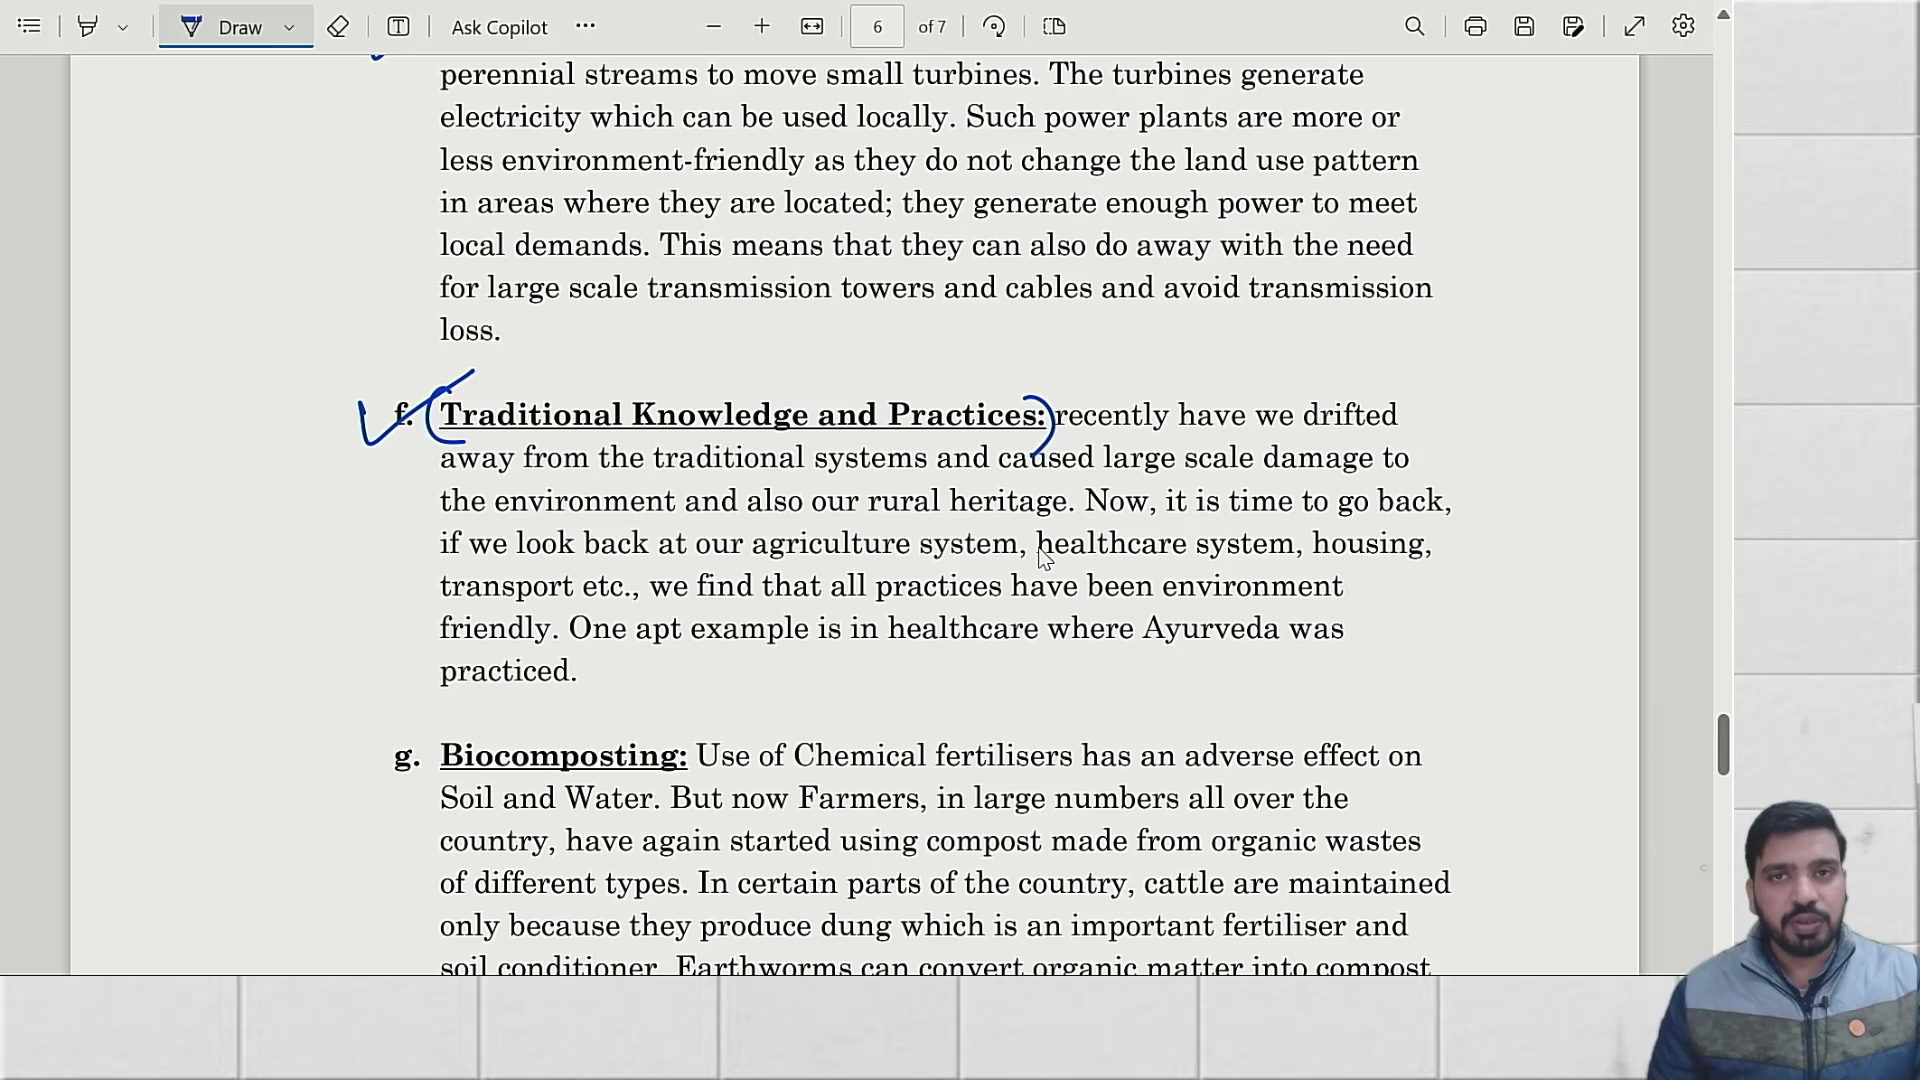 Draw
Ask Copilot
6 of 7
perennial streams to move small turbines. The turbines generate
electricity which can be used locally. Such power plants are more or
less environment-friendly as they do not change the land use pattern
in areas where they are located; they generate enough power to meet
local demands. This means that they can also do away with the need
for large scale transmission towers and cables and avoid transmission
loss.
f. Traditional Knowledge and Practices: recently have we drifted
away from the traditional systems and caused large scale damage to
the environment and also our rural heritage. Now, it is time to go back,
if we look back at our agriculture system, healthcare system, housing,
transport etc., we find that all practices have been environment
friendly. One apt example is in healthcare where Ayurveda was
practiced.
g. Biocomposting: Use of Chemical fertilisers has an adverse effect on
Soil and Water. But now Farmers, in large numbers all over the
country, have again started using compost made from organic wastes
of different types. In certain parts of the country, cattle are maintained
only because they produce dung which is an important fertiliser and
soil conditioner. Earthworms can convert organic matter into compost